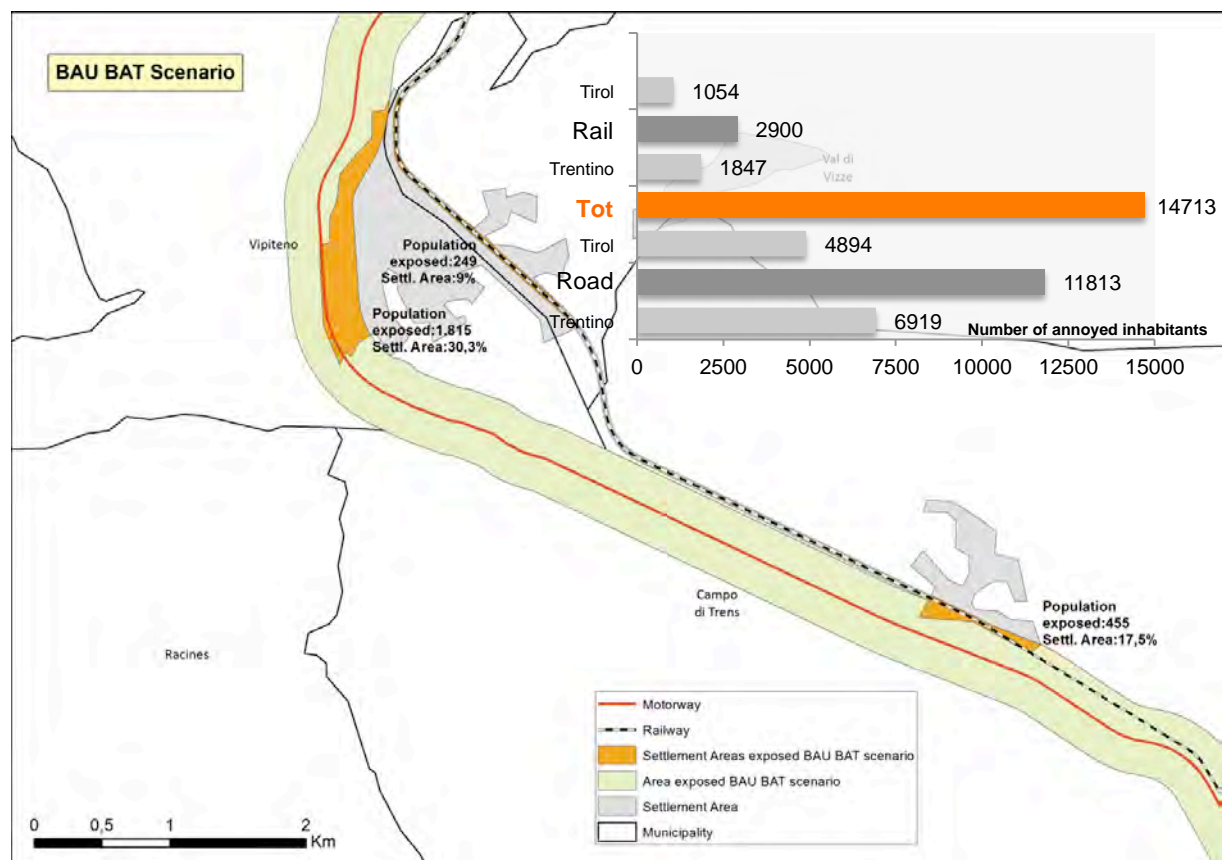 BAU BAT Scenario
Tirol 1054
Rail 2900
Trentino 1847
Val di
Vizze
Tot 14713
Tirol 4894
Road 11813
Trentino 6919
Number of annoyed inhabitants
0 2500 5000 7500 10000 12500 15000
Vipiteno
Population
exposed:249
Settl. Area:9%
Population
exposed:1.815
Settl. Area:30,3%
Campo
di Trens
Population
exposed:455
Settl. Area:17,5%
Racines
Motorway
Railway
Settlement Areas exposed BAU BAT scenario
Area exposed BAU BAT scenario
Settlement Area
Municipality
0 0,5 1 2
Km